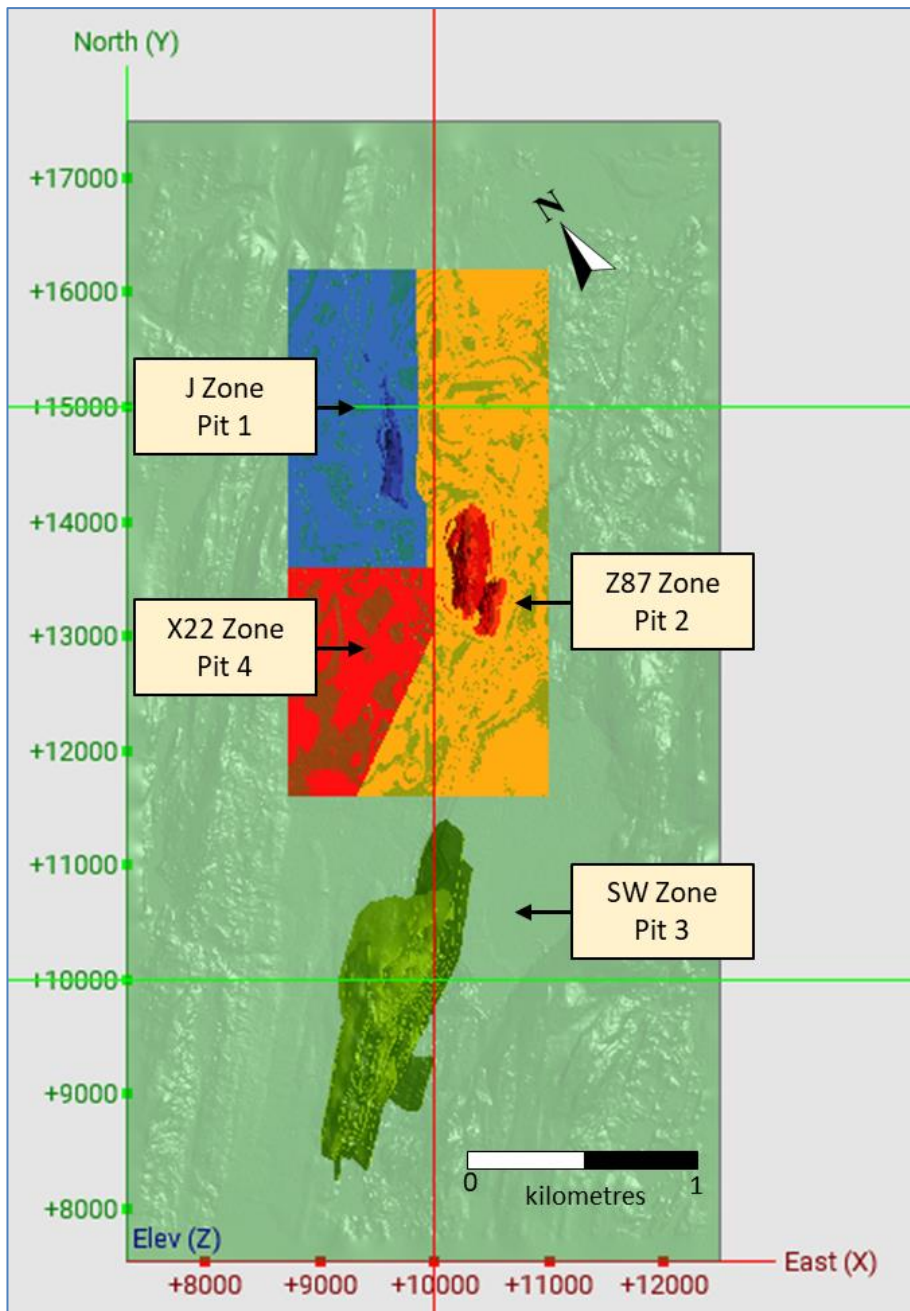 North (Y)
+17000
N
+16000
J Zone
Pit 1
+15000
+14000
Z87 Zone
Pit 2
+13000
X22 Zone
Pit 4
+12000
+11000
SW Zone
Pit 3
+10000
+9000
0
kilometres
1
+8000
Elev (Z)
East (X)
+8000
+9000
+10000
+11000
+12000